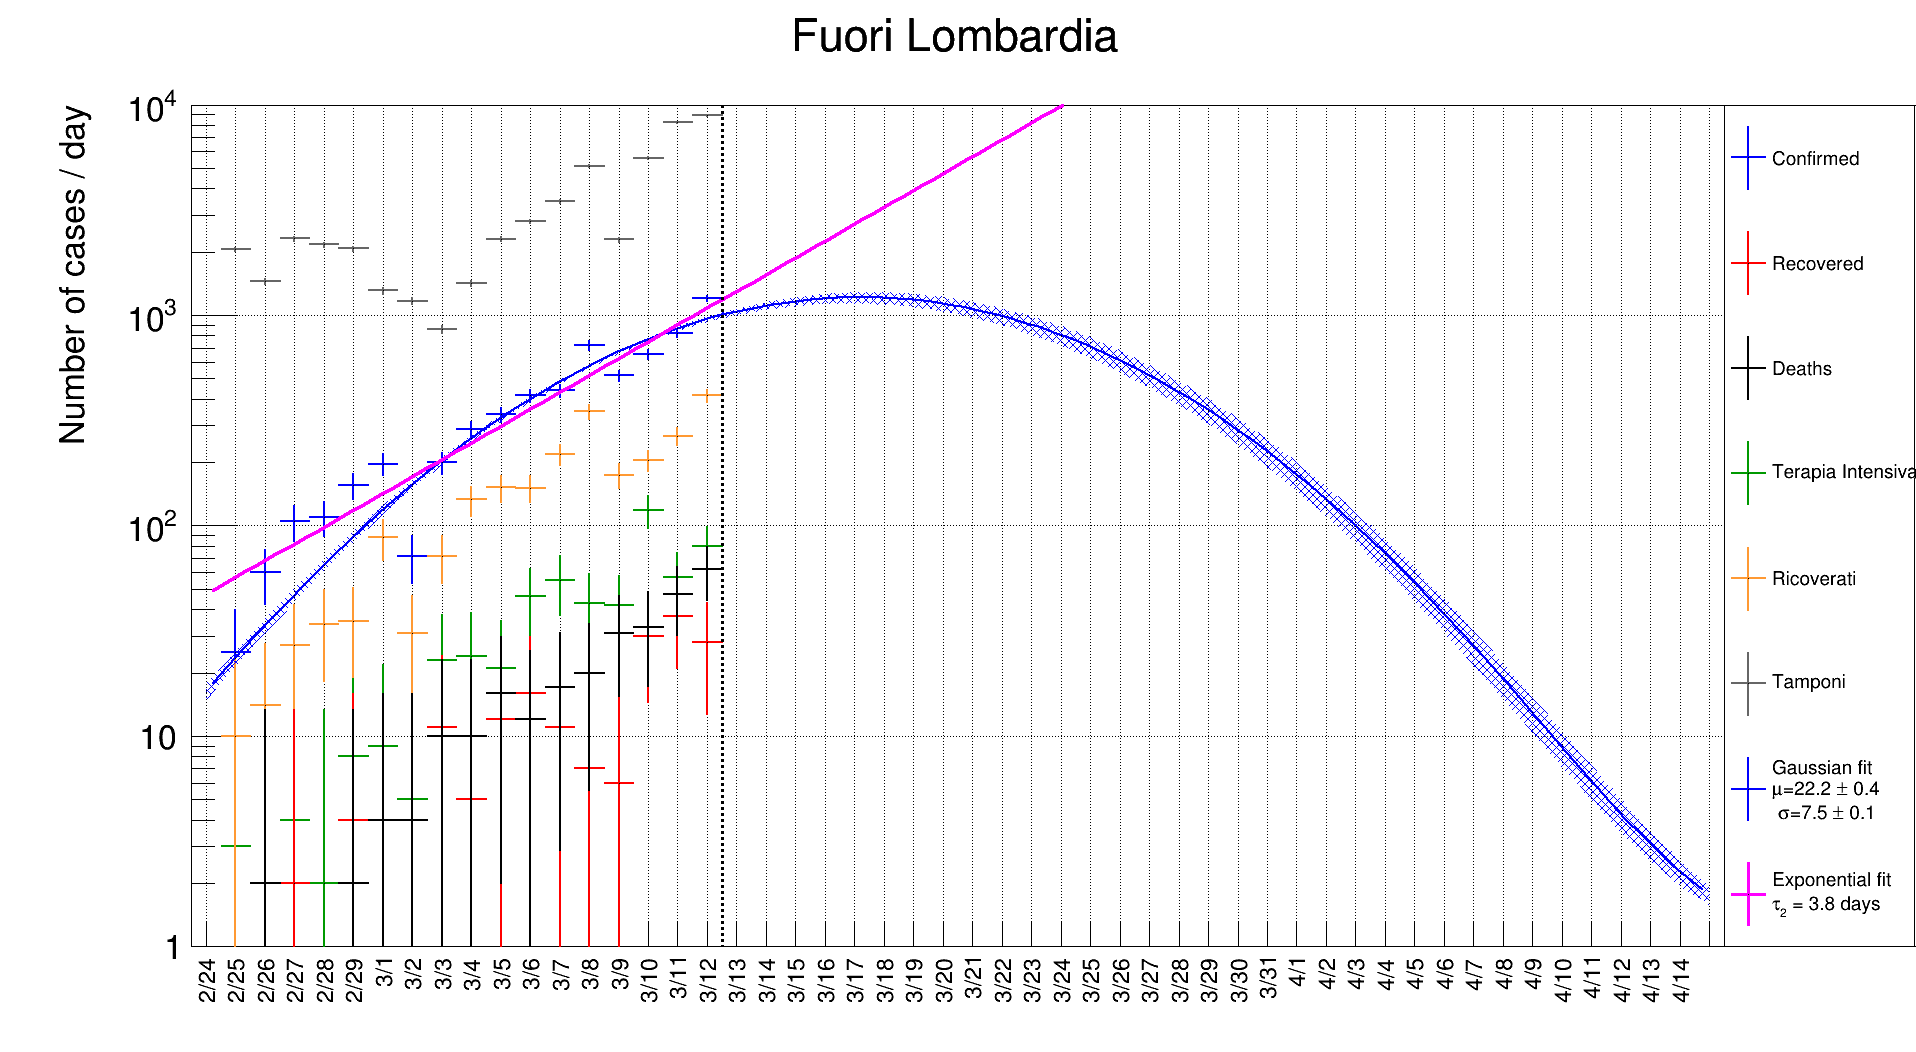 Fuori Lombardia
Number of cases / day
10⁴
10³
10²
10
1
2/24 2/25 2/26 2/27 2/28 2/29 3/1 3/2 3/3 3/4 3/5 3/6 3/7 3/8 3/9 3/10 3/11 3/12 3/13 3/14 3/15 3/16 3/17 3/18 3/19 3/20 3/21 3/22 3/23 3/24 3/25 3/26 3/27 3/28 3/29 3/30 3/31 4/1 4/2 4/3 4/4 4/5 4/6 4/7 4/8 4/9 4/10 4/11 4/12 4/13 4/14
Confirmed
Recovered
Deaths
Terapia Intensiva
Ricoverati
Tamponi
Gaussian fit
μ=22.2 ± 0.4
σ=7.5 ± 0.1
Exponential fit
τ₂ = 3.8 days